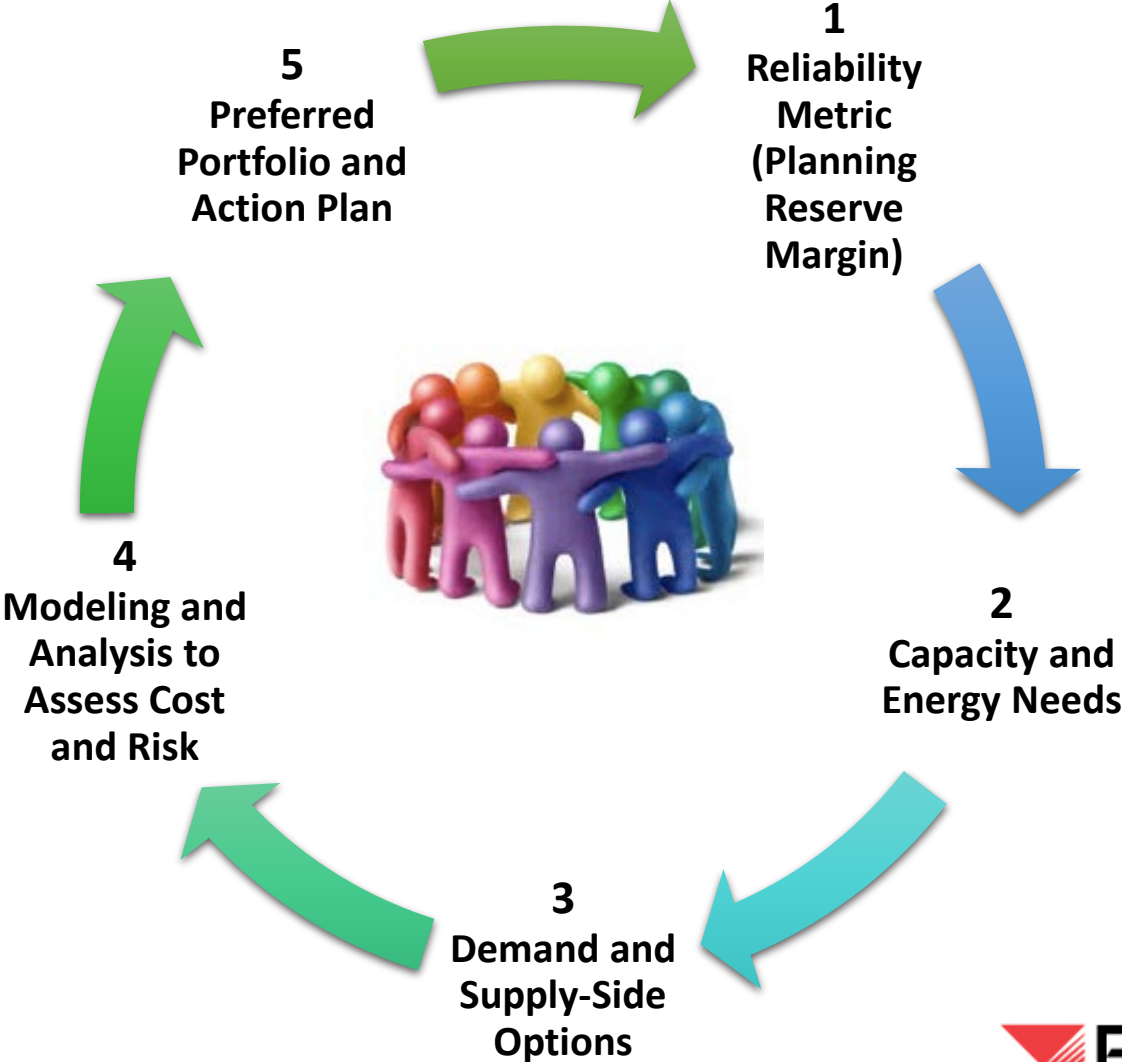 1
Reliability
Metric
(Planning
Reserve
Margin)
2
Capacity and
Energy Needs
3
Demand and
Supply-Side
Options
4
Modeling and
Analysis to
Assess Cost
and Risk
5
Preferred
Portfolio and
Action Plan